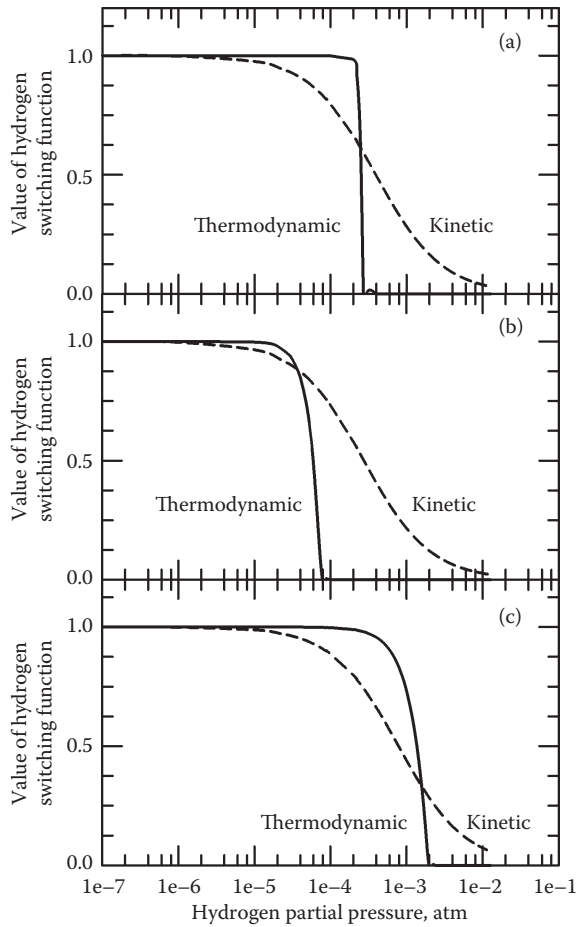 (a)
Value of hydrogen
switching function
1.0
0.5
0.0
Thermodynamic
Kinetic
(b)
Value of hydrogen
switching function
1.0
0.5
0.0
Thermodynamic
Kinetic
(c)
Value of hydrogen
switching function
1.0
0.5
0.0
Thermodynamic
Kinetic
1e–7 1e–6 1e–5 1e–4 1e–3 1e–2 1e–1
Hydrogen partial pressure, atm